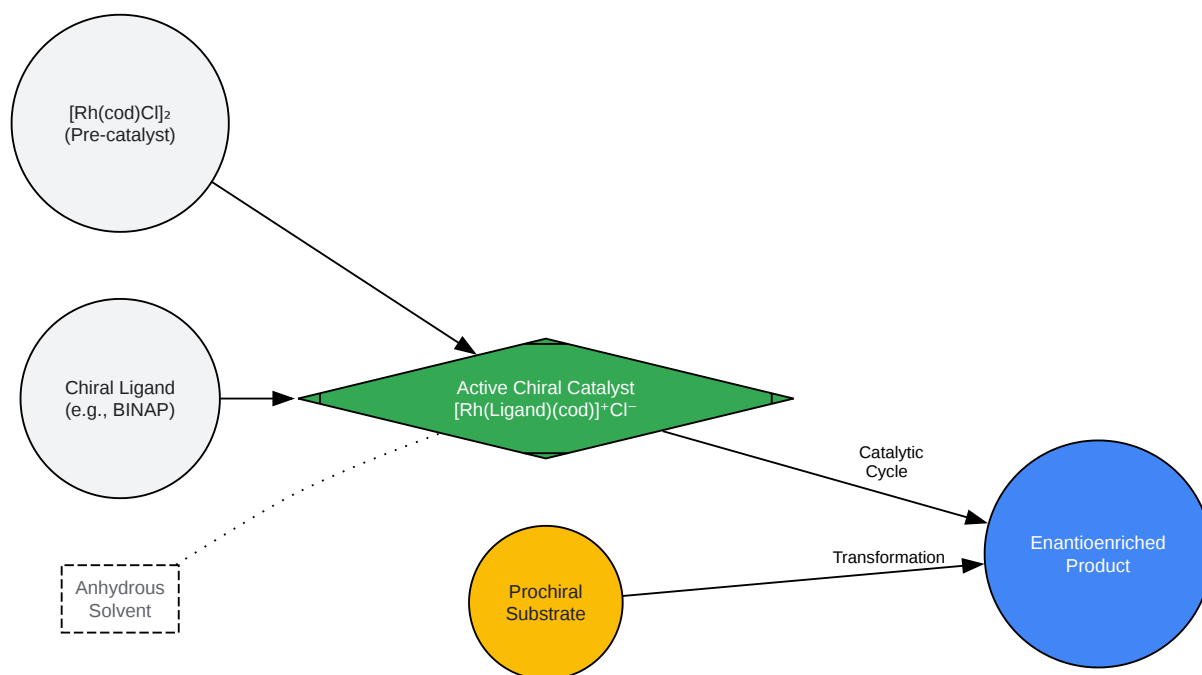 [Rh(cod)Cl]₂
(Pre-catalyst)
Chiral Ligand
(e.g., BINAP)
Active Chiral Catalyst
[Rh(Ligand)(cod)]⁺Cl⁻
Catalytic
Cycle
Enantioenriched
Product
Transformation
Anhydrous
Solvent
Prochiral
Substrate